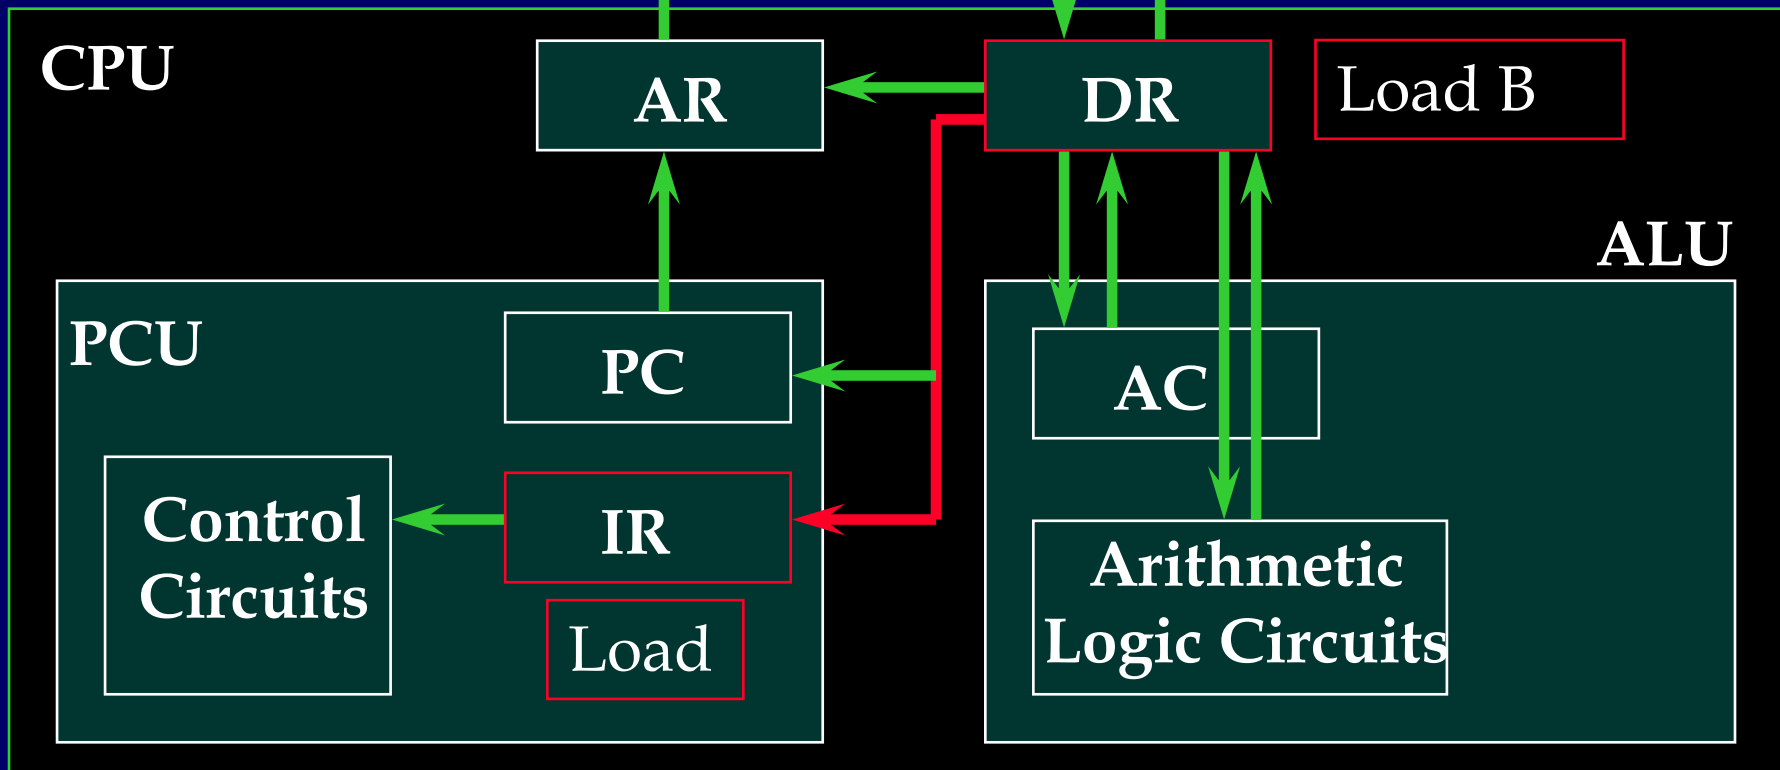 CPU
AR
DR
Load B
ALU
PCU
PC
AC
Control
Circuits
IR
Load
Arithmetic
Logic Circuits